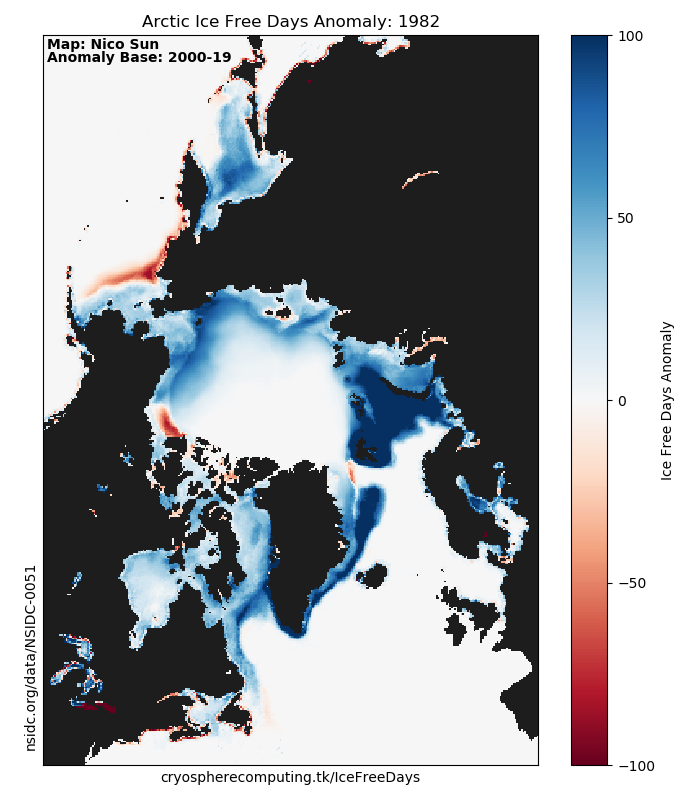 Arctic Ice Free Days Anomaly: 1982
Map: Nico Sun
Anomaly Base: 2000-19
100
50
0
−50
−100
Ice Free Days Anomaly
nsidc.org/data/NSIDC-0051
cryospherecomputing.tk/IceFreeDays